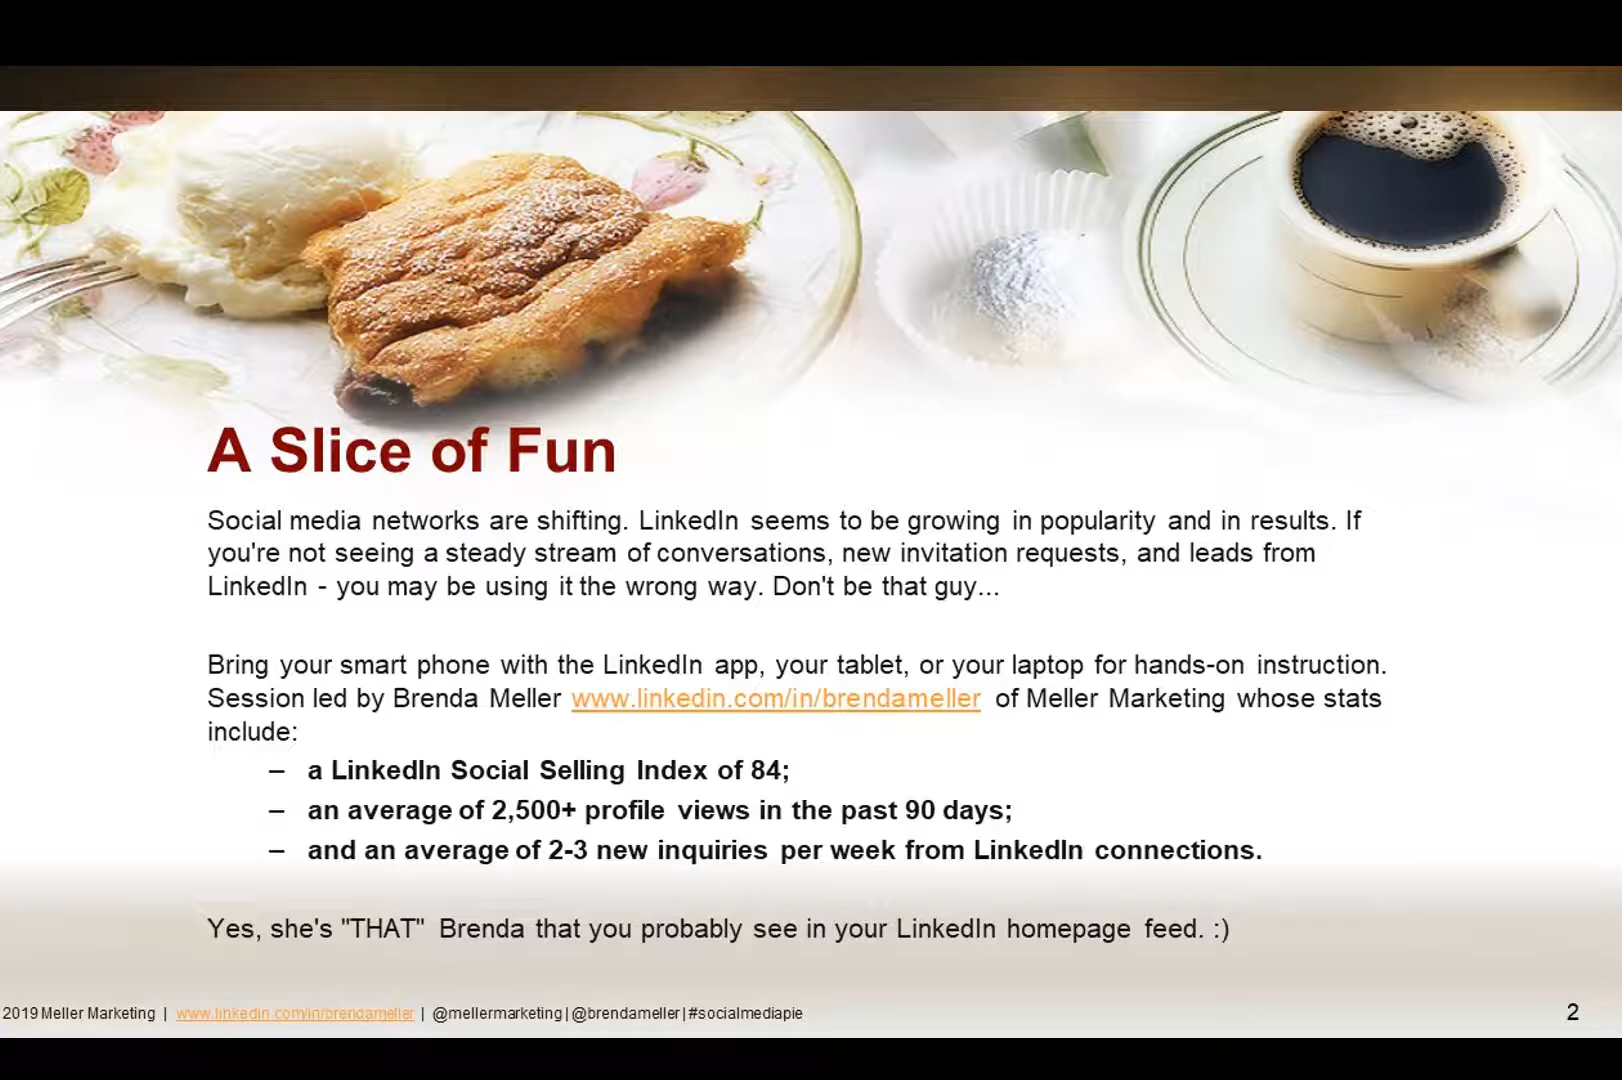 A Slice of Fun
Social media networks are shifting. LinkedIn seems to be growing in popularity and in results. If
you're not seeing a steady stream of conversations, new invitation requests, and leads from
LinkedIn - you may be using it the wrong way. Don't be that guy...
Bring your smart phone with the LinkedIn app, your tablet, or your laptop for hands-on instruction.
Session led by Brenda Meller www.linkedin.com/in/brendameller of Meller Marketing whose stats
include:
– a LinkedIn Social Selling Index of 84;
– an average of 2,500+ profile views in the past 90 days;
– and an average of 2-3 new inquiries per week from LinkedIn connections.
Yes, she's "THAT" Brenda that you probably see in your LinkedIn homepage feed. :)
2019 Meller Marketing | www.linkedin.com/in/brendameller | @mellermarketing | @brendameller | #socialmediapie
2